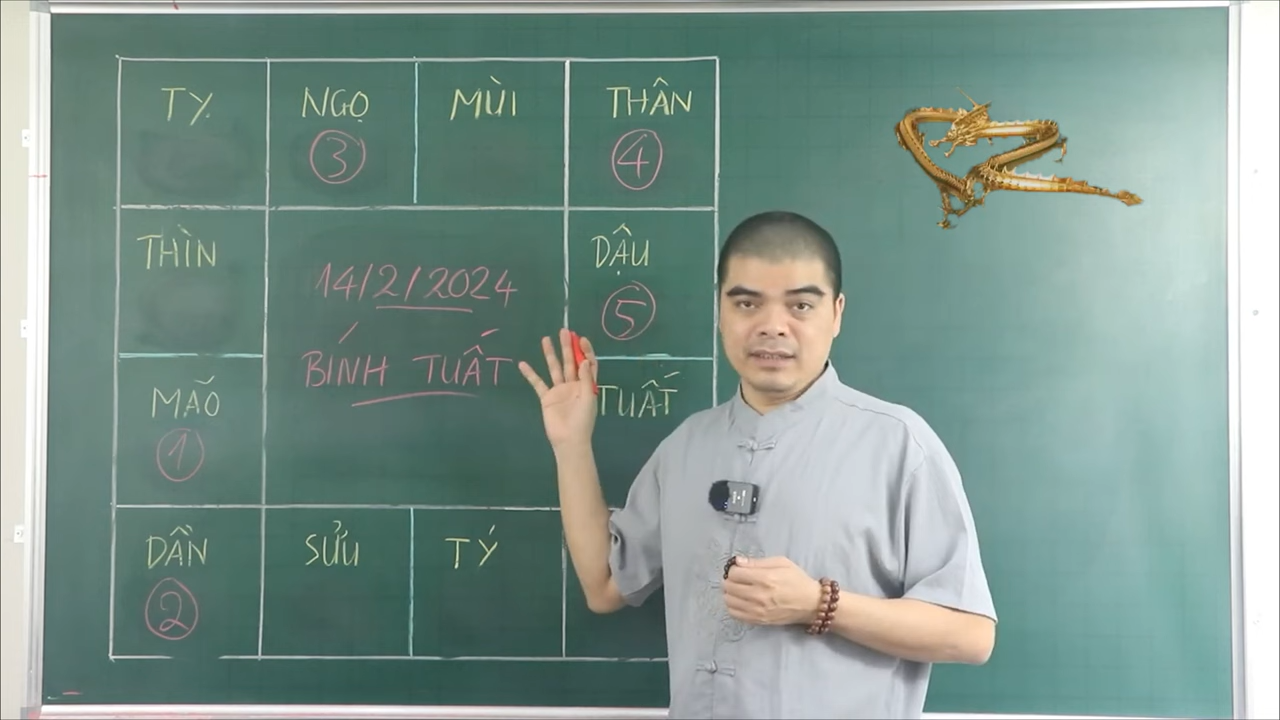 TỴ NGỌ MÙI THÂN
3 4
THÌN DẬU
14/2/2024
5
BÍNH TUẤT
MÃO TUẤT
1
DẦN SỬU TÝ
2